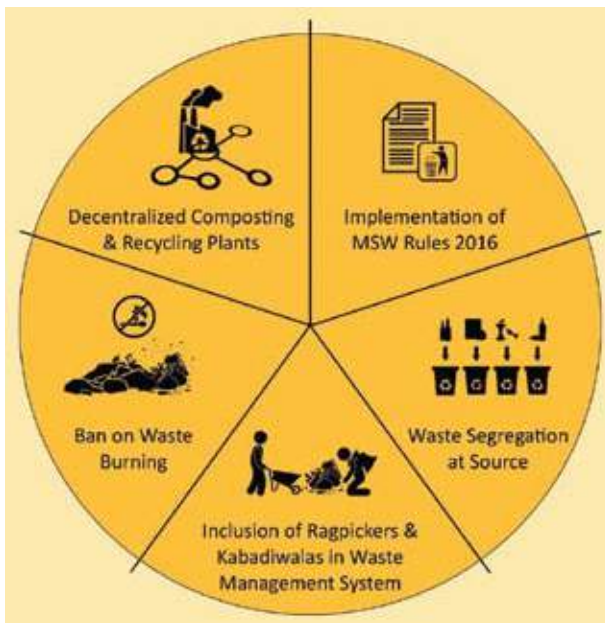 Decentralized Composting
& Recycling Plants
Implementation of
MSW Rules 2016
Waste Segregation
at Source
Inclusion of Ragpickers &
Kabadiwalas in Waste
Management System
Ban on Waste
Burning